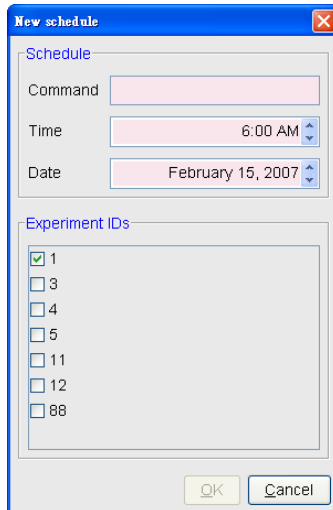 New schedule
Schedule
Command
Time 6:00 AM
Date February 15, 2007
Experiment IDs
1
3
4
5
11
12
88
OK Cancel